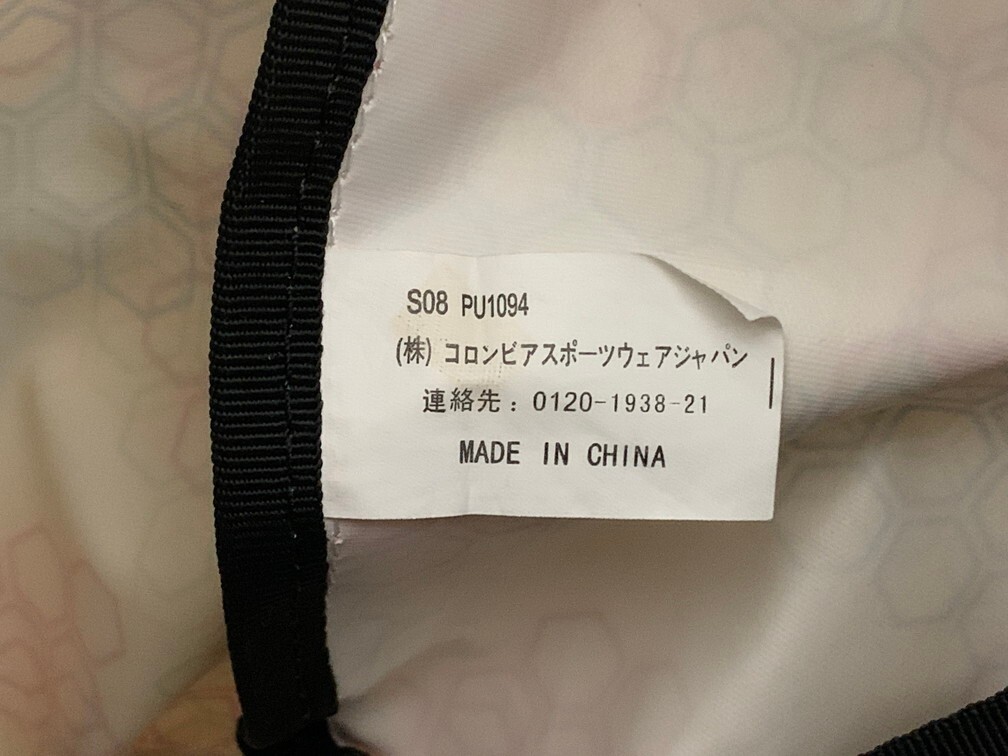 S08 PU1094
(株) コロンビアスポーツウェアジャパン
連絡先：0120-1938-21
MADE IN CHINA